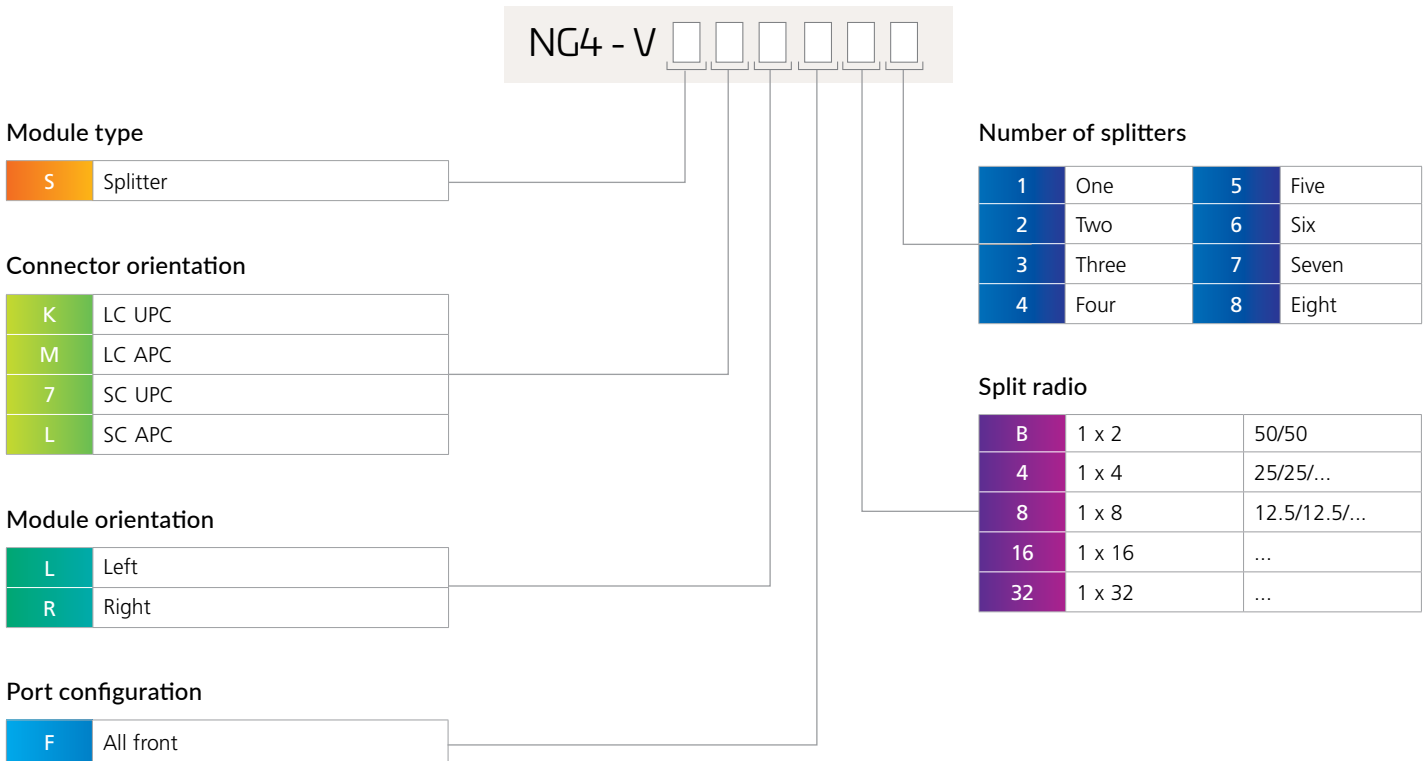 NG4 - V
Module type
S Splitter
Connector orientation
K LC UPC
M LC APC
7 SC UPC
L SC APC
Module orientation
L Left
R Right
Port configuration
F All front
Number of splitters
1 One 5 Five
2 Two 6 Six
3 Three 7 Seven
4 Four 8 Eight
Split radio
B 1 x 2 50/50
4 1 x 4 25/25/...
8 1 x 8 12.5/12.5/...
16 1 x 16 ...
32 1 x 32 ...